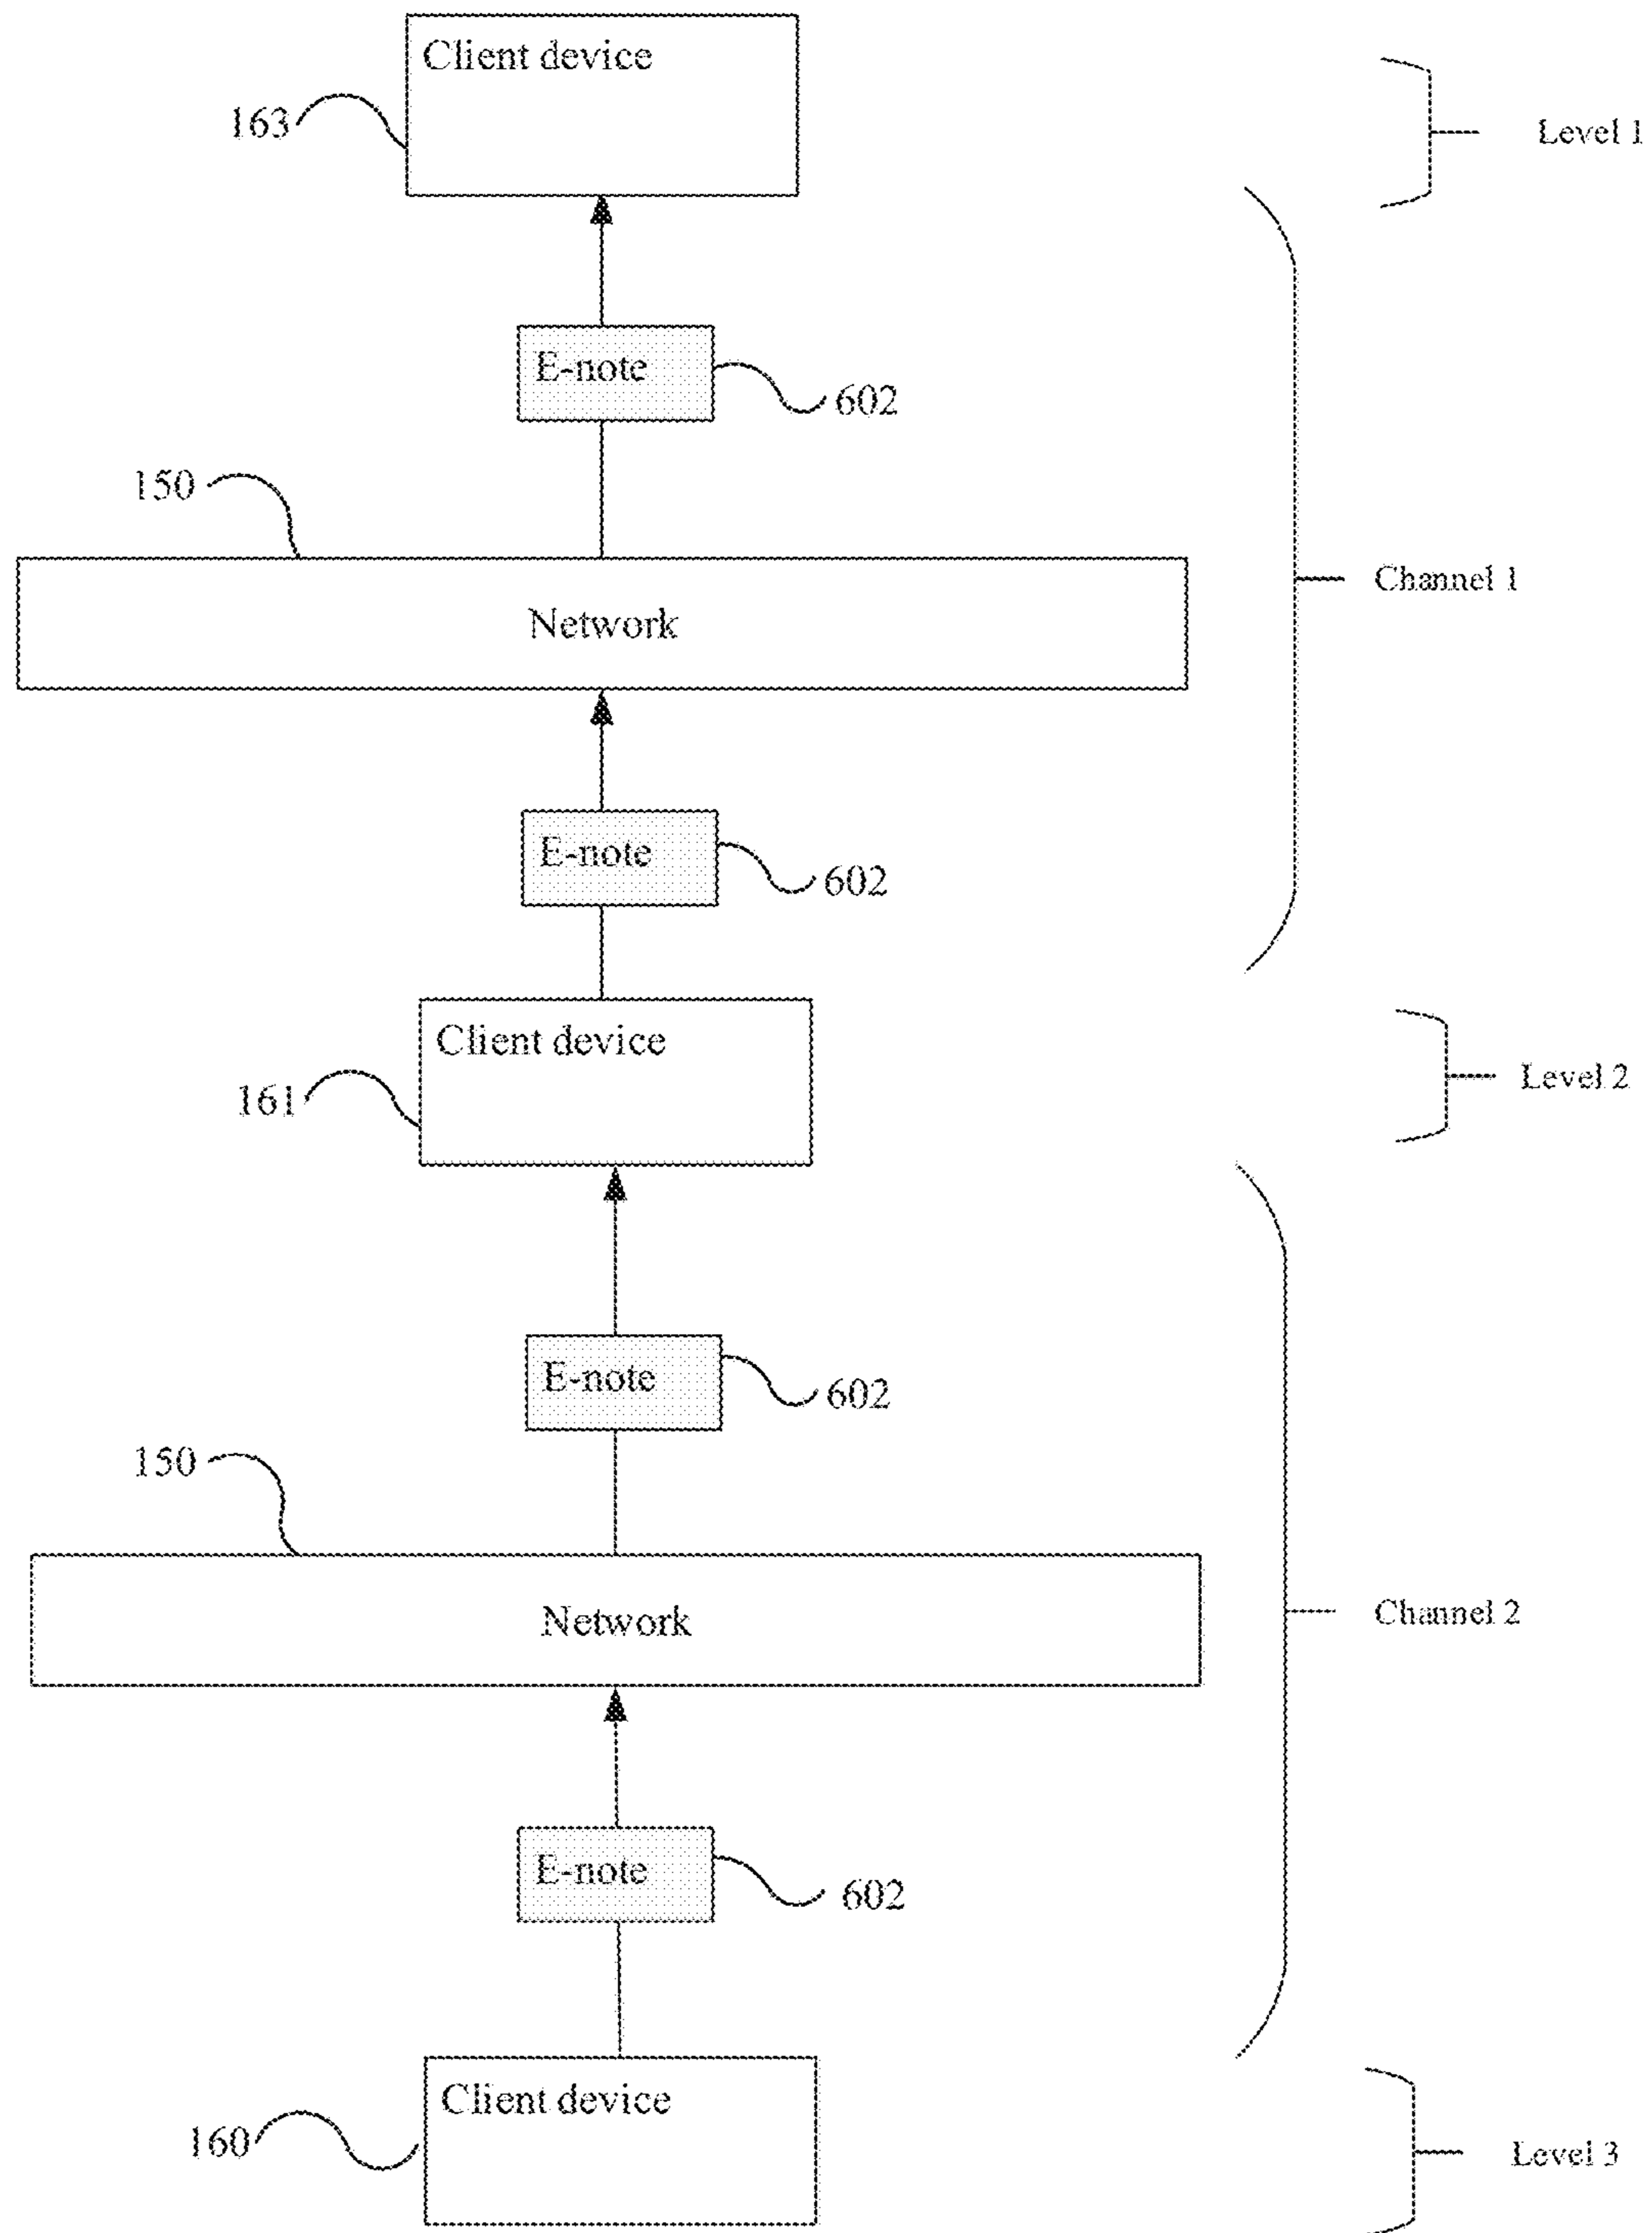 Client device
163
Level 1
E-note
602
150
Channel 1
Network
E-note
602
Client device
161
Level 2
E-note
602
150
Network
Channel 2
E-note
602
Client device
160
Level 3